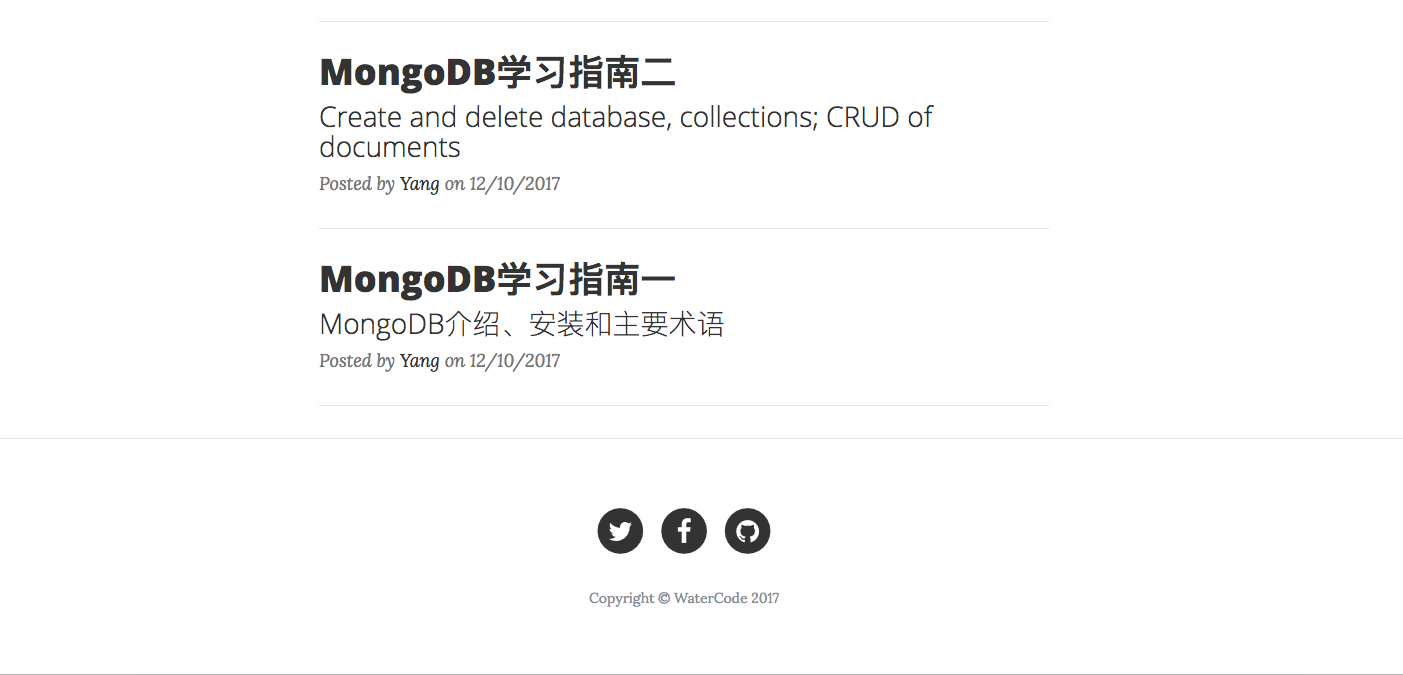 MongoDB学习指南二
Create and delete database, collections; CRUD of
documents
Posted by Yang on 12/10/2017
MongoDB学习指南一
MongoDB介绍、安装和主要术语
Posted by Yang on 12/10/2017
Copyright © WaterCode 2017